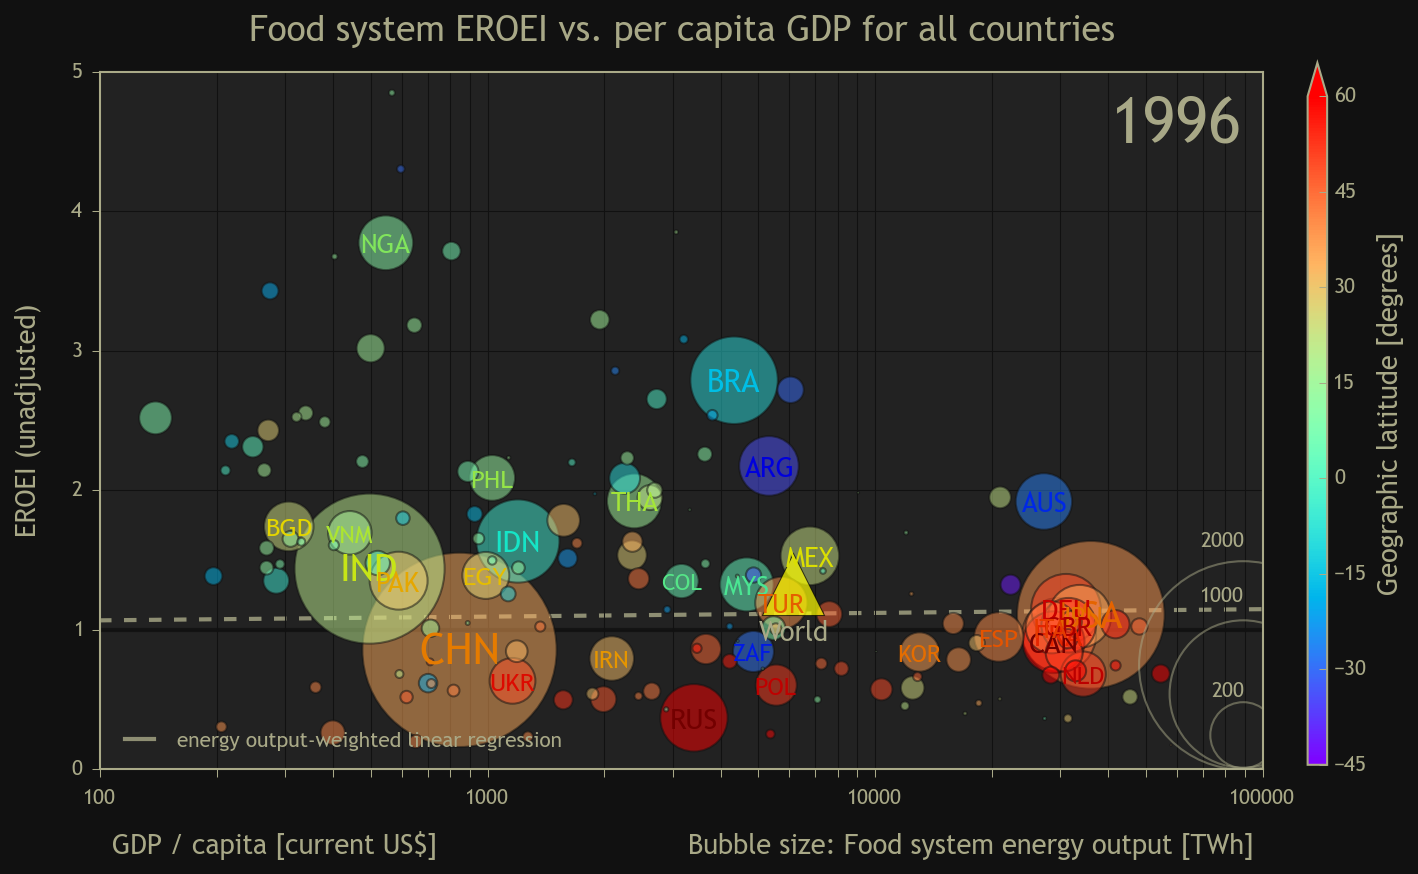 Food system EROEI vs. per capita GDP for all countries
1996
EROEI (unadjusted)
5
4
3
2
1
0
NGA
BRA
ARG
PHL
THA
AUS
BGD
VNM
IDN
IND
PAK
EGY
COL
MYS
MEX
TUR
World
CHN
UKR
IRN
ZAF
POL
RUS
KOR
ESP
DEU
CAN
NLD
2000
1000
200
energy output-weighted linear regression
100
1000
10000
100000
GDP / capita [current US$]
Bubble size: Food system energy output [TWh]
60
45
30
15
0
−15
−30
−45
Geographic latitude [degrees]